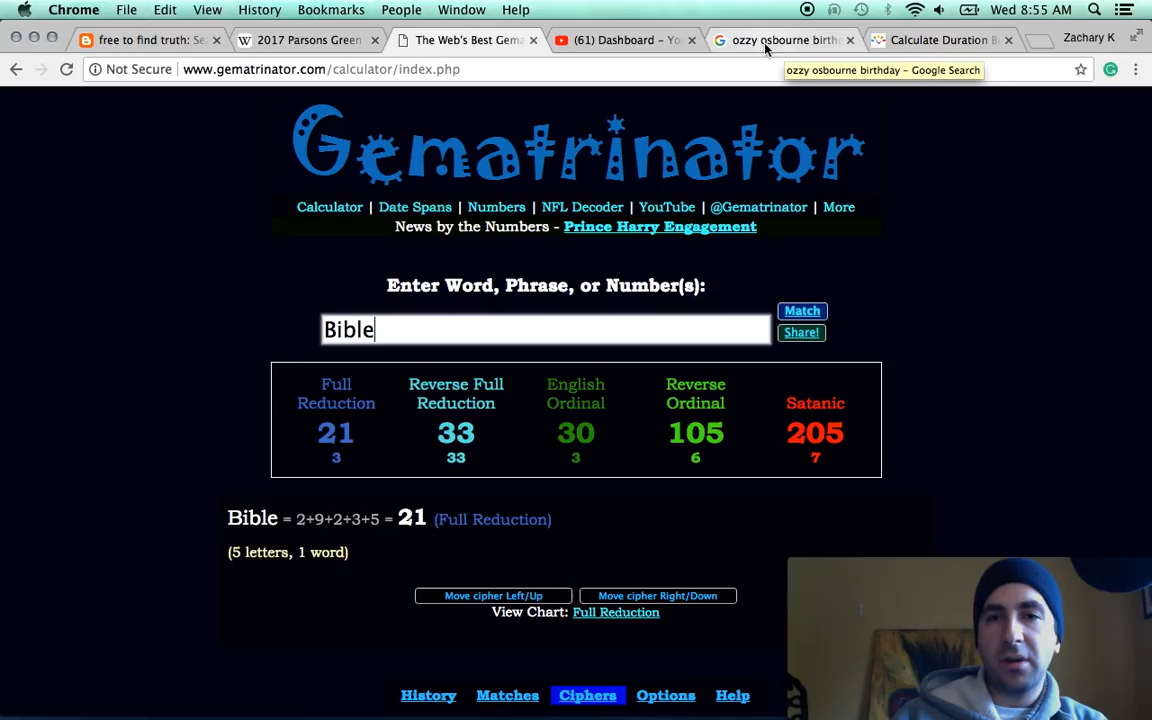 Chrome File Edit View History Bookmarks People Window Help Wed 8:55 AM
free to find truth: Se
2017 Parsons Green
The Web's Best Gema
(61) Dashboard – Yo
ozzy osbourne birth
Calculate Duration B
Zachary K
Not Secure www.gematrinator.com/calculator/index.php
ozzy osbourne birthday – Google Search
Gematrinator
Calculator | Date Spans | Numbers | NFL Decoder | YouTube | @Gematrinator | More
News by the Numbers - Prince Harry Engagement
Enter Word, Phrase, or Number(s):
Bible
Match
Share!
Full Reduction
21
3
Reverse Full Reduction
33
33
English Ordinal
30
3
Reverse Ordinal
105
6
Satanic
205
7
Bible = 2+9+2+3+5 = 21 (Full Reduction)
(5 letters, 1 word)
Move cipher Left/Up
Move cipher Right/Down
View Chart: Full Reduction
History Matches Ciphers Options Help